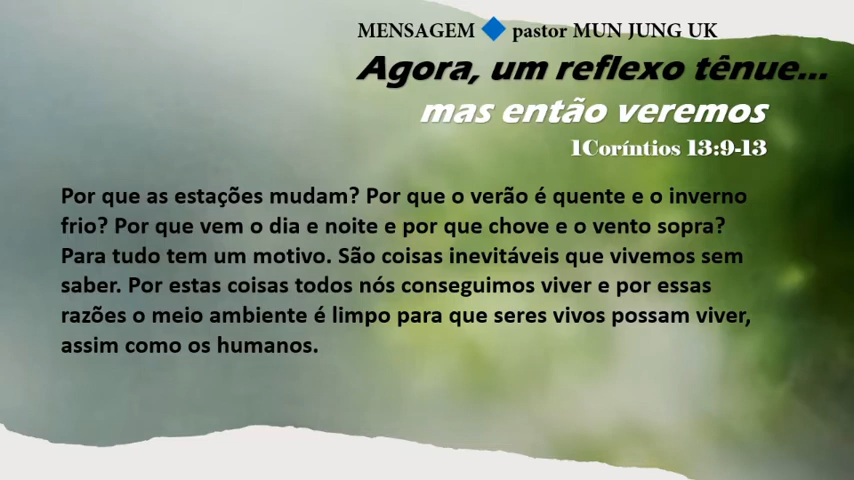 MENSAGEM 🔷 pastor MUN JUNG UK
Agora, um reflexo tênue...
mas então veremos
1Coríntios 13:9-13
Por que as estações mudam? Por que o verão é quente e o inverno
frio? Por que vem o dia e noite e por que chove e o vento sopra?
Para tudo tem um motivo. São coisas inevitáveis que vivemos sem
saber. Por estas coisas todos nós conseguimos viver e por essas
razões o meio ambiente é limpo para que seres vivos possam viver,
assim como os humanos.